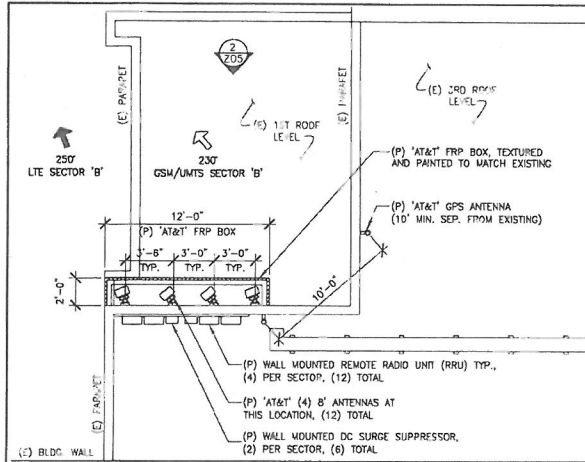 2
Z05
(E) PARAPET
(E) PARAPET
(E) 3RD ROOF
LEVEL
(E) 1ST ROOF
LEVEL
250'
LTE SECTOR 'B'
230'
GSM/UMTS SECTOR 'B'
(P) 'AT&T' FRP BOX, TEXTURED
AND PAINTED TO MATCH EXISTING
12'-0"
(P) 'AT&T' FRP BOX
(P) 'AT&T' GPS ANTENNA
(10' MIN. SEP. FROM EXISTING)
3'-6" 3'-0" 3'-0"
TYP. TYP. TYP.
2'-0"
10'-0"
(P) WALL MOUNTED REMOTE RADIO UNIT (RRU) TYP.,
(4) PER SECTOR, (12) TOTAL
(P) 'AT&T' (4) 8' ANTENNAS AT
THIS LOCATION, (12) TOTAL
(P) WALL MOUNTED DC SURGE SUPPRESSOR,
(2) PER SECTOR, (6) TOTAL
(E) PARAPET
(E) BLDG. WALL